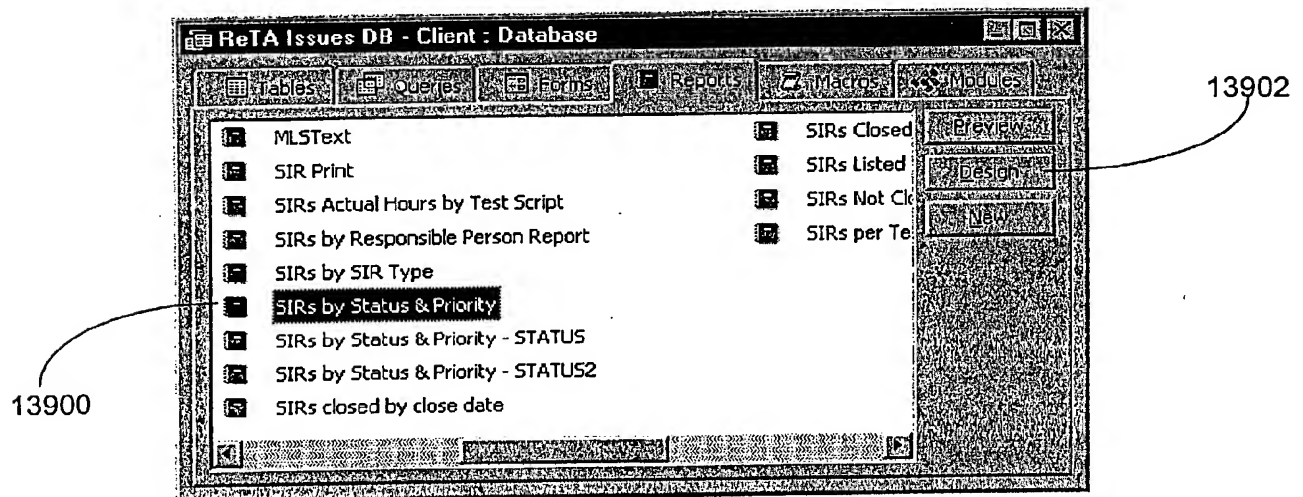 ReTA Issues DB - Client : Database
Tables Queries Forms Reports Macros Modules
13902
MLSText
SIR Print
SIRs Actual Hours by Test Script
SIRs by Responsible Person Report
SIRs by SIR Type
SIRs by Status & Priority
SIRs by Status & Priority - STATUS
SIRs by Status & Priority - STATUS2
SIRs closed by close date
SIRs Closed
SIRs Listed
SIRs Not Clo
SIRs per Te
Preview
Design
New
13900